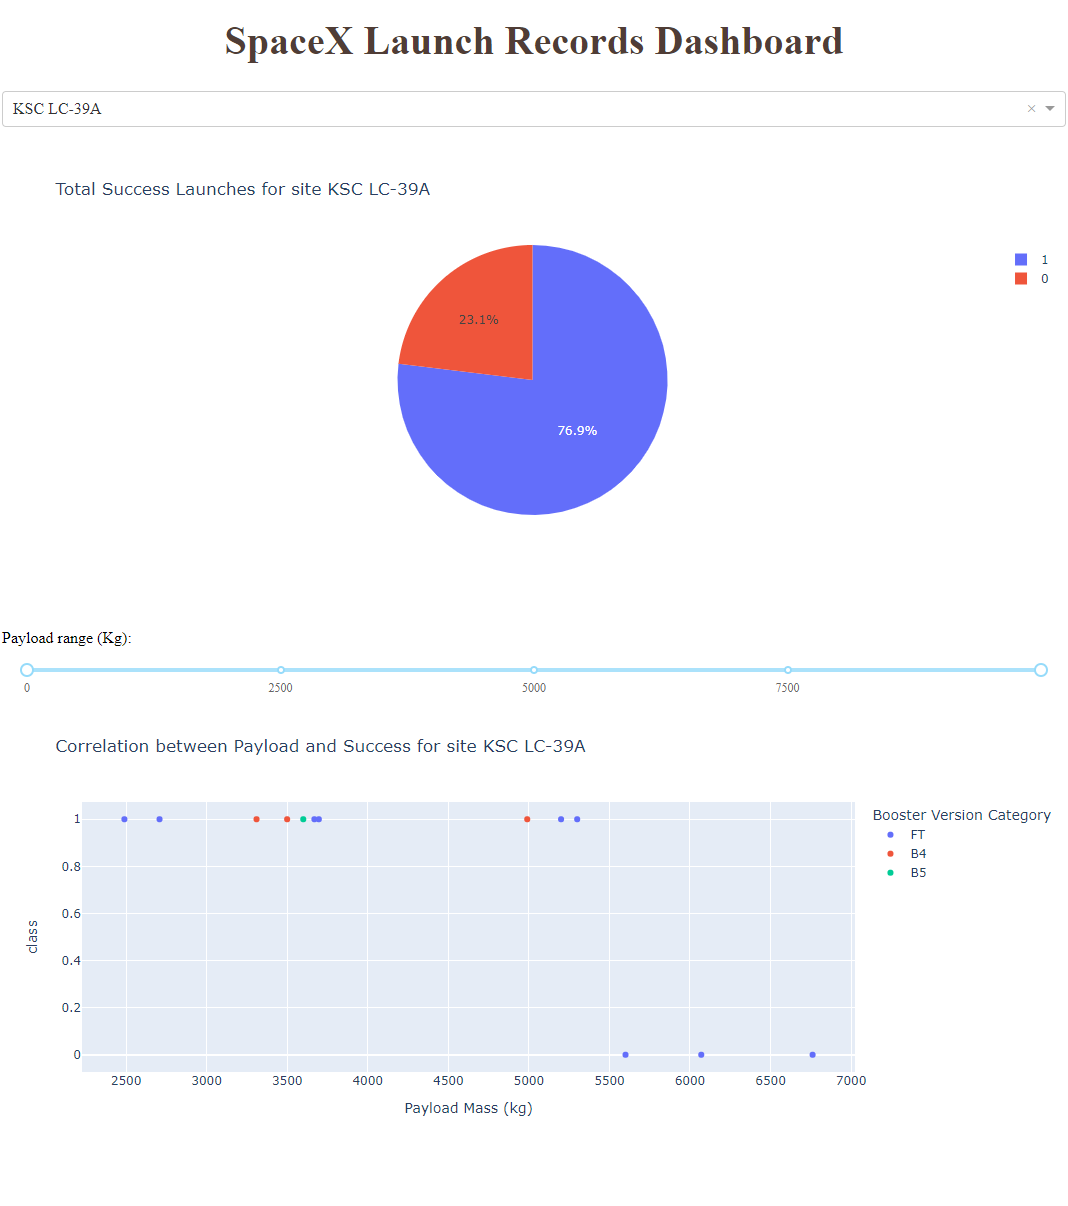 SpaceX Launch Records Dashboard
KSC LC-39A ×
Total Success Launches for site KSC LC-39A
1
0
23.1%
76.9%
Payload range (Kg):
0 2500 5000 7500
Correlation between Payload and Success for site KSC LC-39A
Booster Version Category
FT
B4
B5
1
0.8
0.6
0.4
0.2
0
class
2500 3000 3500 4000 4500 5000 5500 6000 6500 7000
Payload Mass (kg)